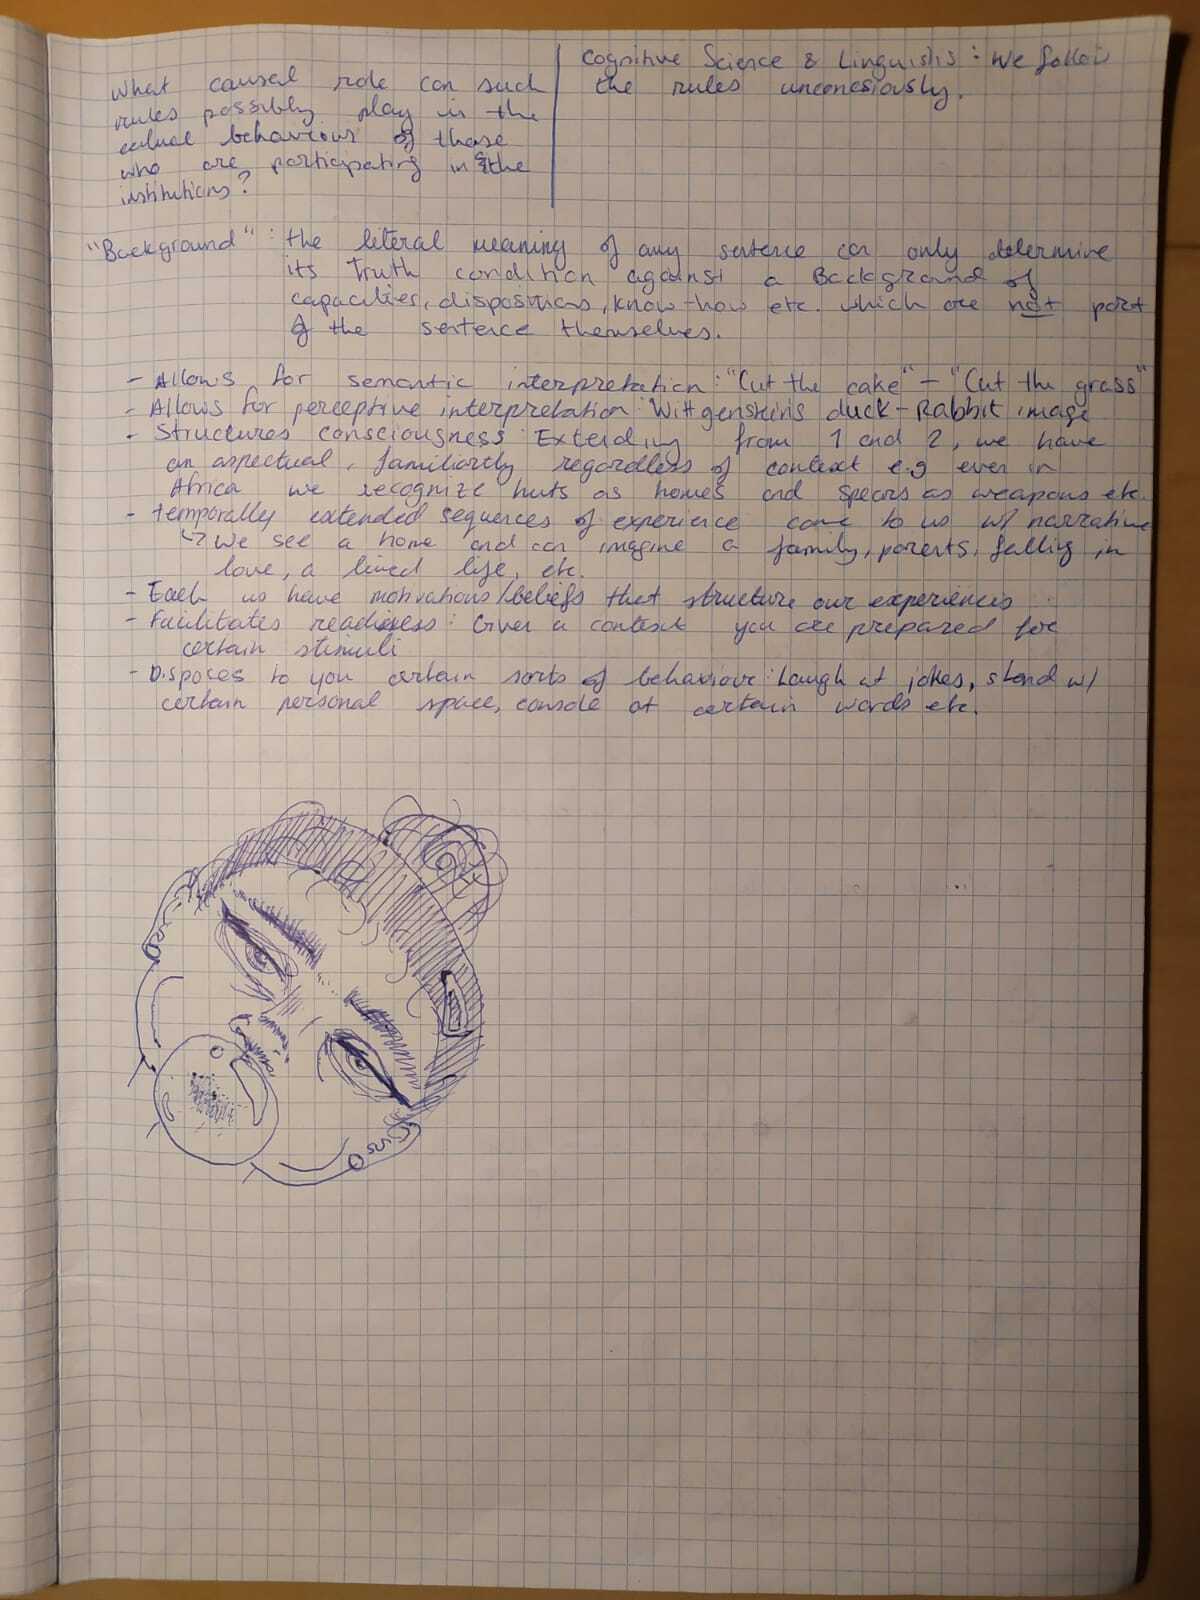 What causal role can such
rules possibly play in the
actual behaviour of those
who are participating in the
institutions?
Cognitive Science & Linguistis: We follow
the rules unconcsiously.
"Background": the literal meaning of any sentence can only determine
its Truth condition against a Background of
capacities, dispositions, know-how etc. which are not part
of the sentence themselves.
- Allows for semantic interpretation: "Cut the cake" - "Cut the grass"
- Allows for perceptive interpretation: Wittgenstein's duck-Rabbit image
- Structures consciousness: Extending from 1 and 2, we have
an aspectual, familiartly regardless of context e.g even in
Africa we recognize huts as homes and spears as weapons etc.
- temporally extended sequences of experience come to us w/ narrative
↳ We see a home and can imagine a family, parents, falling in
love, a lived life, etc.
- Each us have motivations/beliefs that structure our experiences
- Facilitates readiness: Given a context you are prepared for
certain stimuli
- Disposes to you certain sorts of behaviour: Laugh at jokes, stand w/
certain personal space, console at certain words etc.